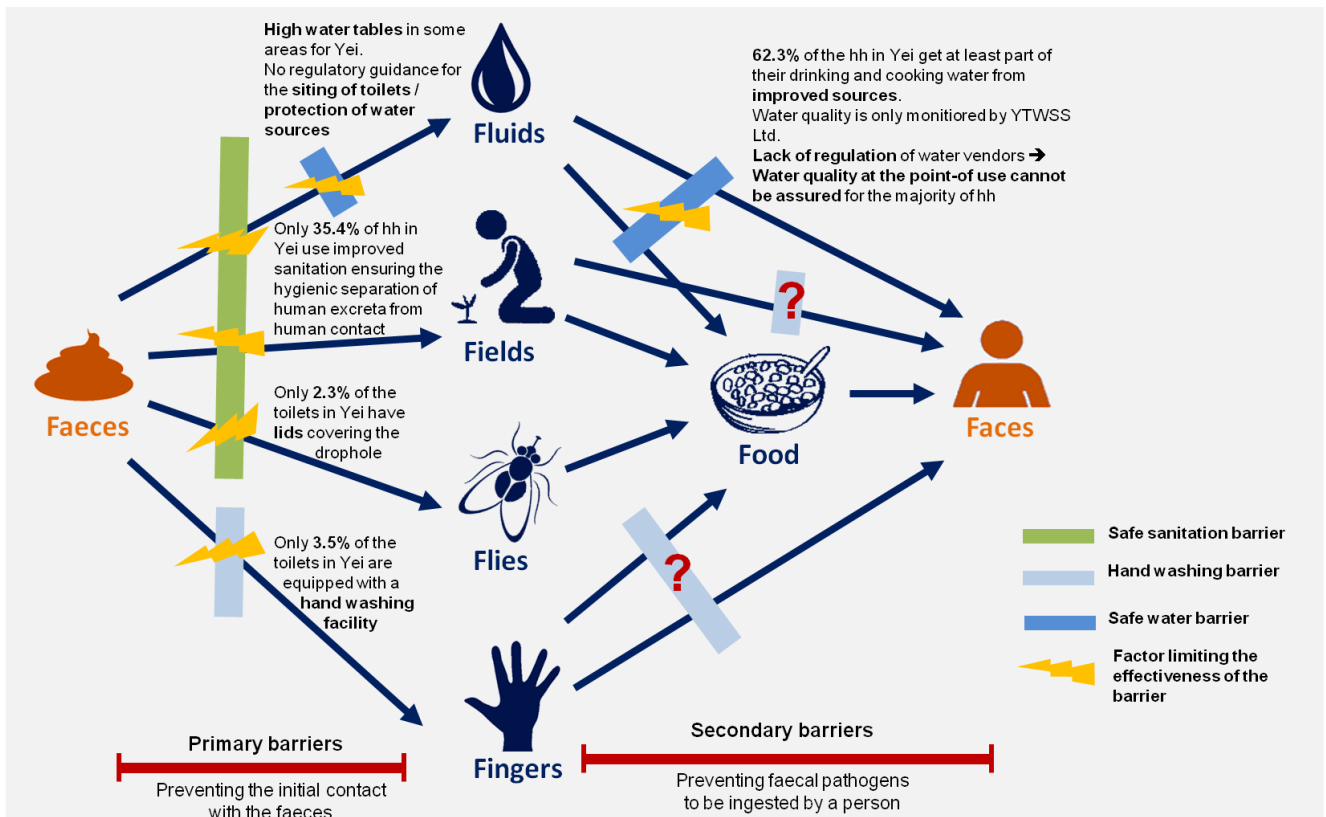 High water tables in some
areas for Yei.
No regulatory guidance for
the siting of toilets /
protection of water
sources
Fluids
62.3% of the hh in Yei get at least part of
their drinking and cooking water from
improved sources.
Water quality is only monitiored by YTWSS
Ltd.
Lack of regulation of water vendors ➔
Water quality at the point-of use cannot
be assured for the majority of hh
Only 35.4% of hh in
Yei use improved
sanitation ensuring the
hygienic separation of
human excreta from
human contact
Fields
?
Faeces
Only 2.3% of the
toilets in Yei have
lids covering the
drophole
Food
Faces
Only 3.5% of the
toilets in Yei are
equipped with a
hand washing
facility
Flies
?
Safe sanitation barrier
Hand washing barrier
Safe water barrier
Factor limiting the
effectiveness of the
barrier
Fingers
Primary barriers
Preventing the initial contact
with the faeces
Secondary barriers
Preventing faecal pathogens
to be ingested by a person